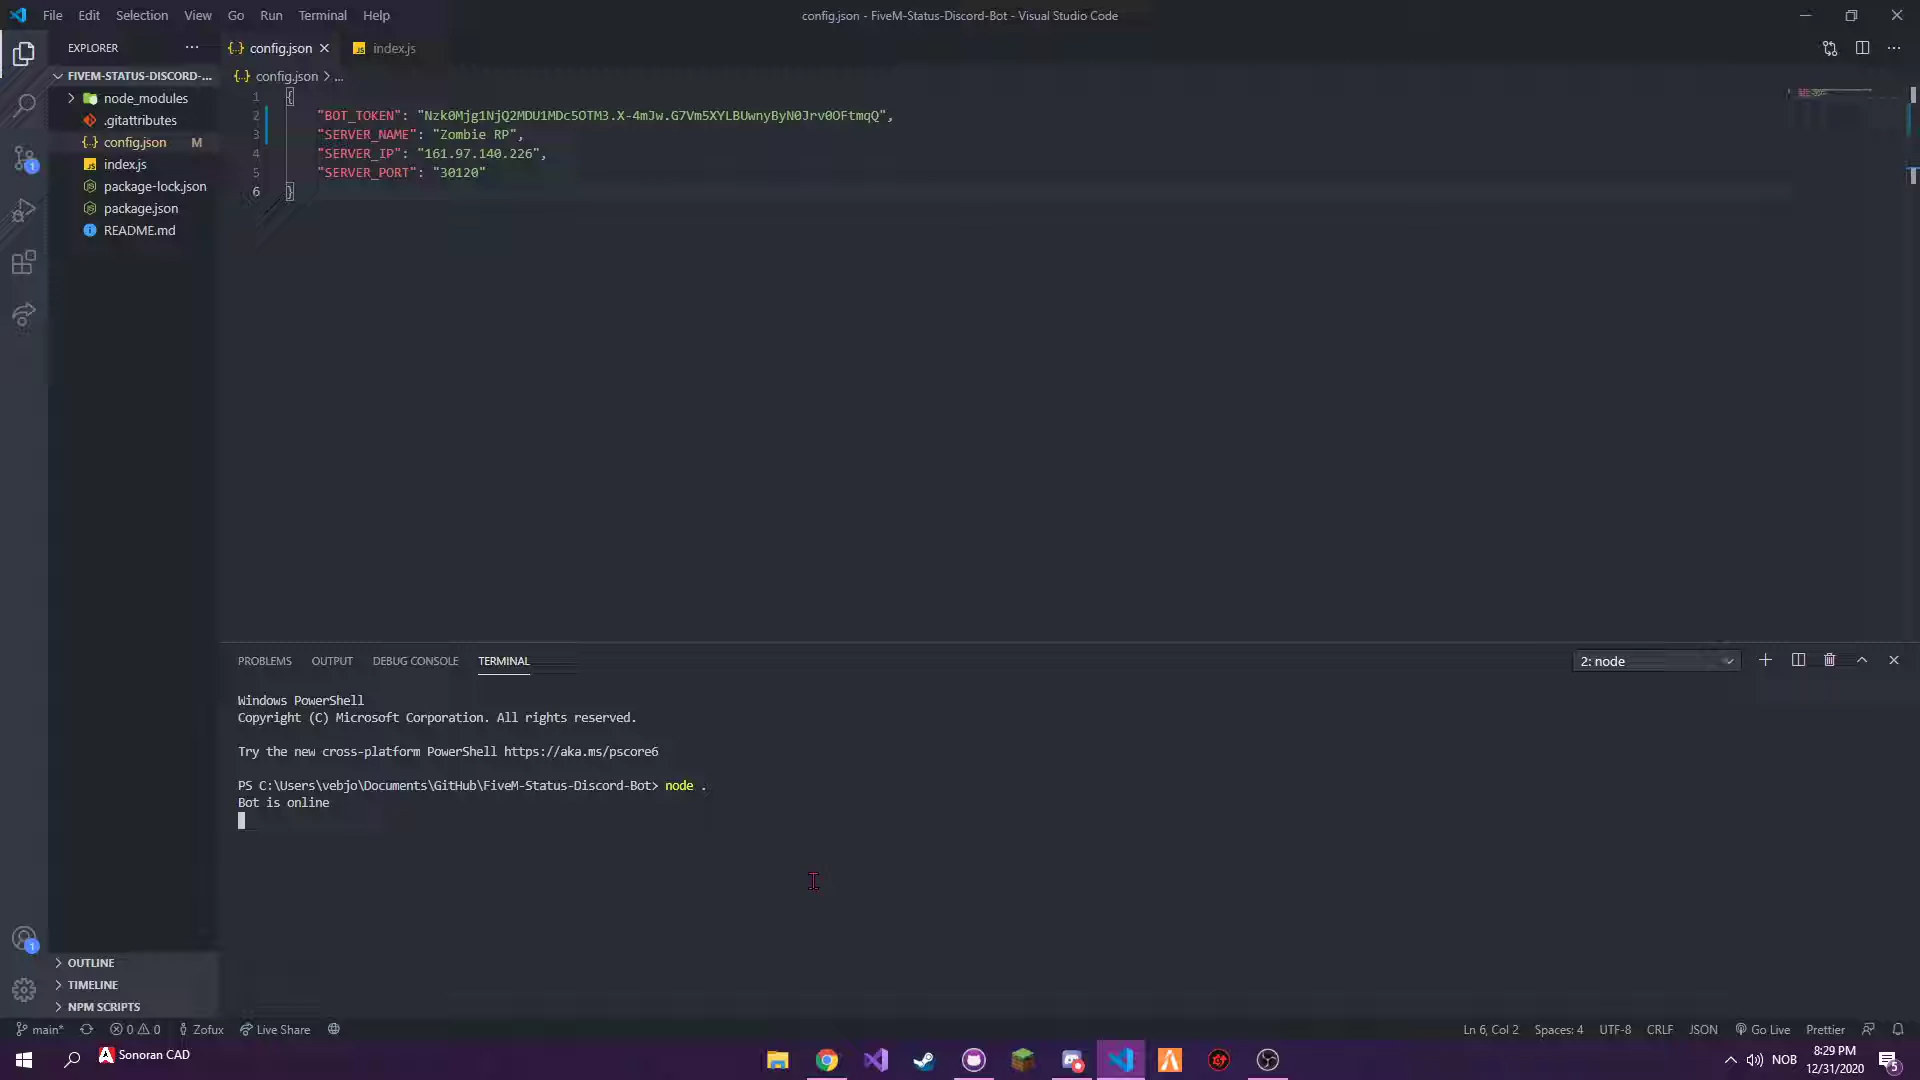 File Edit Selection View Go Run Terminal Help
config.json - FiveM-Status-Discord-Bot - Visual Studio Code
EXPLORER
config.json
index.js
FIVEM-STATUS-DISCORD-...
config.json > ...
node_modules
.gitattributes
config.json M
index.js
package-lock.json
package.json
README.md
1 {
2 "BOT_TOKEN": "Nzk0Mjg1NjQ2MDU1MDc5OTM3.X-4mJw.G7Vm5XYLBUwnyByN0Jrv0OFtmqQ",
3 "SERVER_NAME": "Zombie RP",
4 "SERVER_IP": "161.97.140.226",
5 "SERVER_PORT": "30120"
6 }
1
PROBLEMS OUTPUT DEBUG CONSOLE TERMINAL
2: node
Windows PowerShell
Copyright (C) Microsoft Corporation. All rights reserved.
Try the new cross-platform PowerShell https://aka.ms/pscore6
PS C:\Users\vebjo\Documents\GitHub\FiveM-Status-Discord-Bot> node .
Bot is online
1
OUTLINE
TIMELINE
NPM SCRIPTS
main* 0 0 Zofux Live Share
Ln 6, Col 2 Spaces: 4 UTF-8 CRLF JSON Go Live Prettier
Sonoran CAD
NOB
8:29 PM
12/31/2020
5